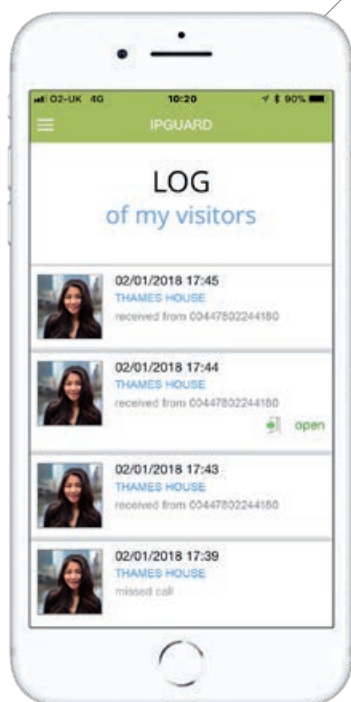 O2-UK 4G 10:20 90%
IPGUARD
LOG
of my visitors
02/01/2018 17:45
THAMES HOUSE
received from 00447802244180
02/01/2018 17:44
THAMES HOUSE
received from 00447802244180
open
02/01/2018 17:43
THAMES HOUSE
received from 00447802244180
02/01/2018 17:39
THAMES HOUSE
missed call